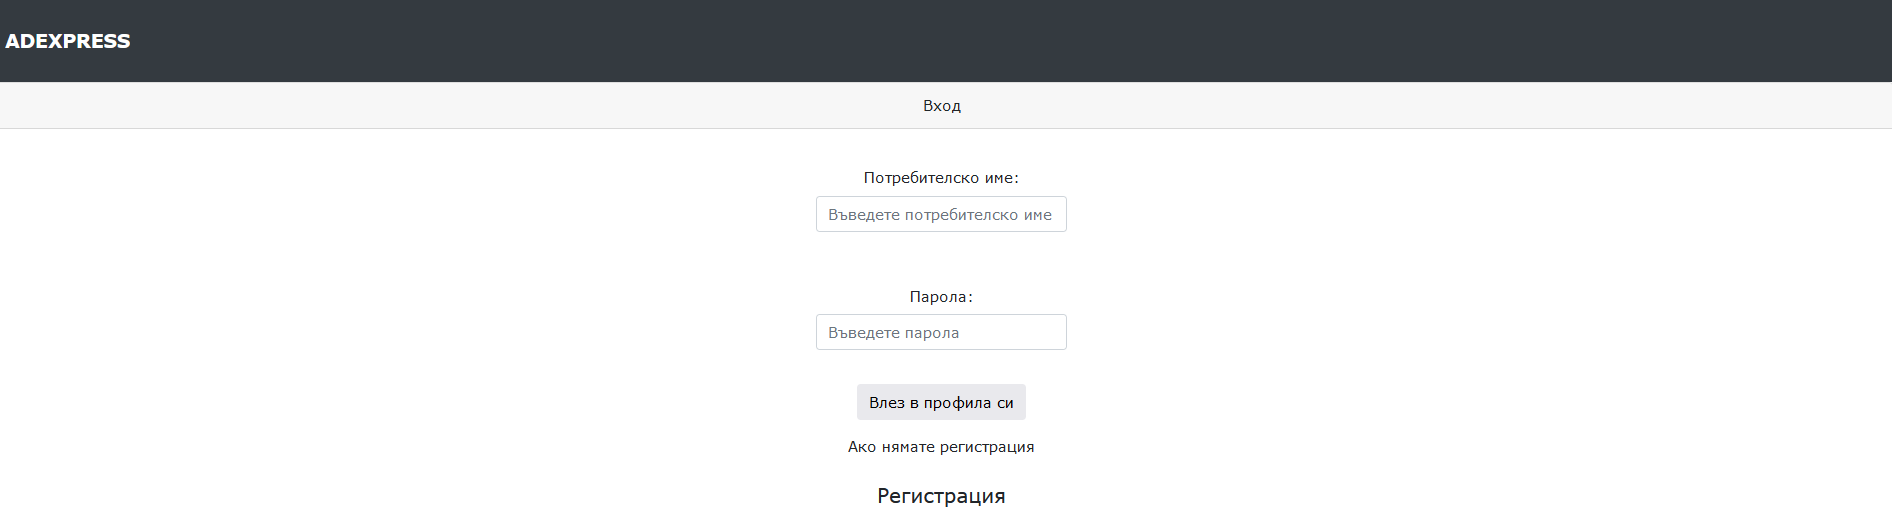 ADEXPRESS
Вход
Потребителско име:
Въведете потребителско име
Парола:
Въведете парола
Влез в профила си
Ако нямате регистрация
Регистрация